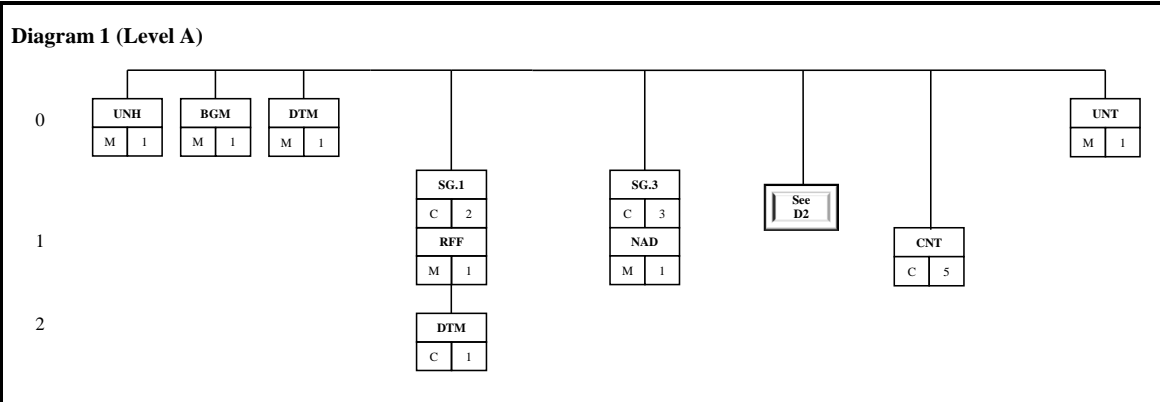 Diagram 1 (Level A)
0
UNH
BGM
DTM
UNT
M 1
M 1
M 1
M 1
SG.1
SG.3
See
D2
C 2
C 3
1
RFF
NAD
CNT
M 1
M 1
C 5
2
DTM
C 1